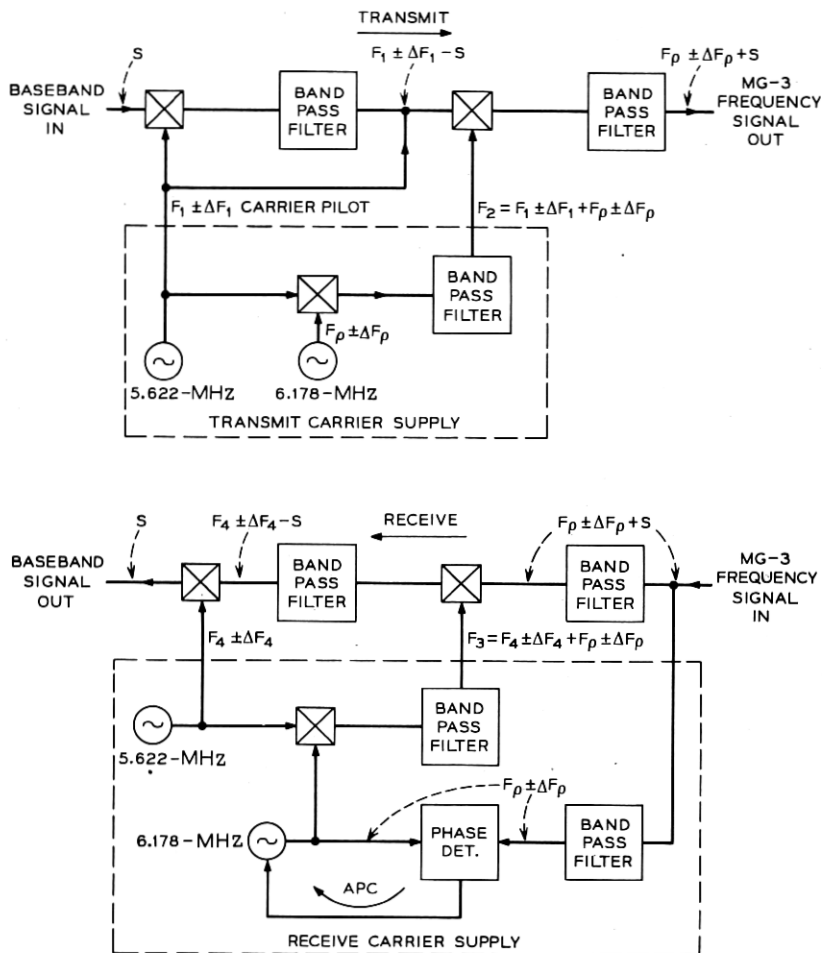 TRANSMIT
S
F₁ ± ΔF₁ – S
Fρ ± ΔFρ + S
BASEBAND
SIGNAL
IN
BAND
PASS
FILTER
BAND
PASS
FILTER
MG-3
FREQUENCY
SIGNAL
OUT
F₁ ± ΔF₁ CARRIER PILOT
F₂ = F₁ ± ΔF₁ + Fρ ± ΔFρ
BAND
PASS
FILTER
Fρ ± ΔFρ
5.622-MHZ
6.178-MHZ
TRANSMIT CARRIER SUPPLY
S
F₄ ± ΔF₄ – S
RECEIVE
Fρ ± ΔFρ + S
BASEBAND
SIGNAL
OUT
BAND
PASS
FILTER
BAND
PASS
FILTER
MG-3
FREQUENCY
SIGNAL
IN
F₄ ± ΔF₄
F₃ = F₄ ± ΔF₄ + Fρ ± ΔFρ
BAND
PASS
FILTER
5.622-MHZ
Fρ ± ΔFρ
6.178-MHZ
PHASE
DET.
BAND
PASS
FILTER
APC
RECEIVE CARRIER SUPPLY